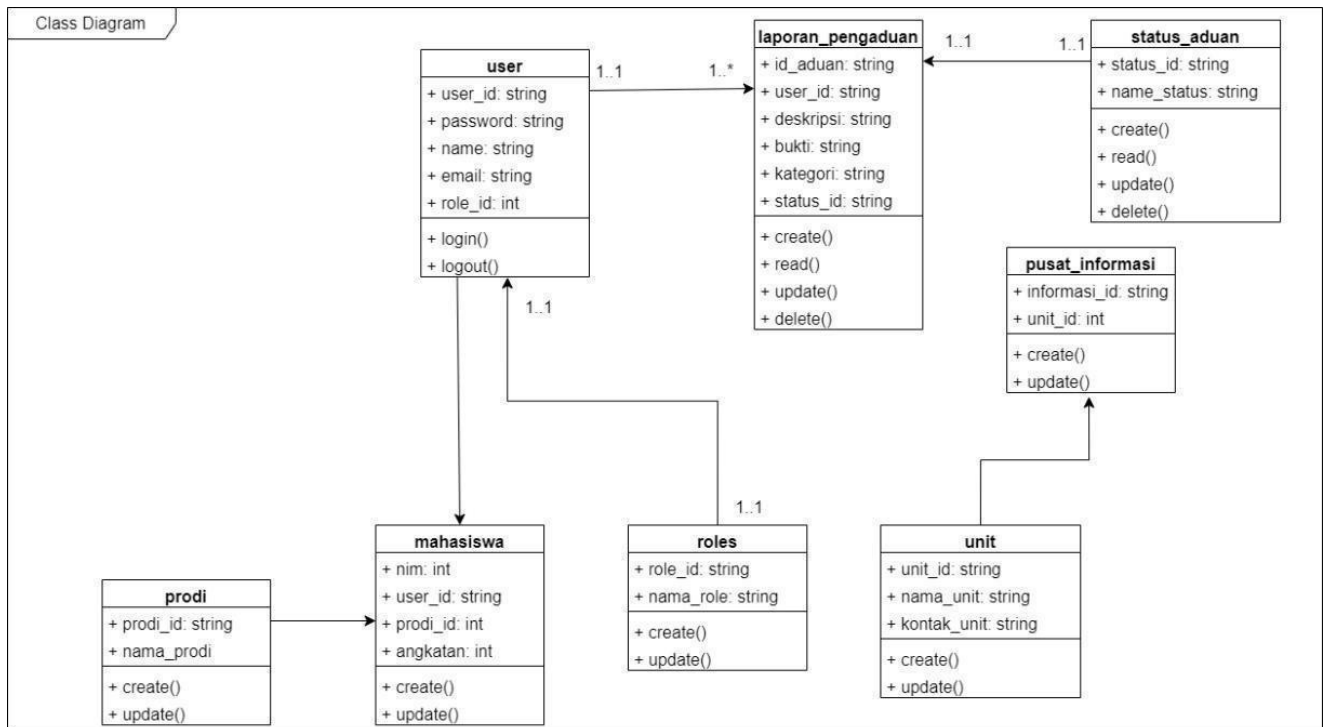 Class Diagram
user
+ user_id: string
+ password: string
+ name: string
+ email: string
+ role_id: int
+ login()
+ logout()
1..1
1..*
laporan_pengaduan
+ id_aduan: string
+ user_id: string
+ deskripsi: string
+ bukti: string
+ kategori: string
+ status_id: string
+ create()
+ read()
+ update()
+ delete()
1..1
1..1
status_aduan
+ status_id: string
+ name_status: string
+ create()
+ read()
+ update()
+ delete()
pusat_informasi
+ informasi_id: string
+ unit_id: int
+ create()
+ update()
1..1
1..1
prodi
+ prodi_id: string
+ nama_prodi
+ create()
+ update()
mahasiswa
+ nim: int
+ user_id: string
+ prodi_id: int
+ angkatan: int
+ create()
+ update()
roles
+ role_id: string
+ nama_role: string
+ create()
+ update()
unit
+ unit_id: string
+ nama_unit: string
+ kontak_unit: string
+ create()
+ update()